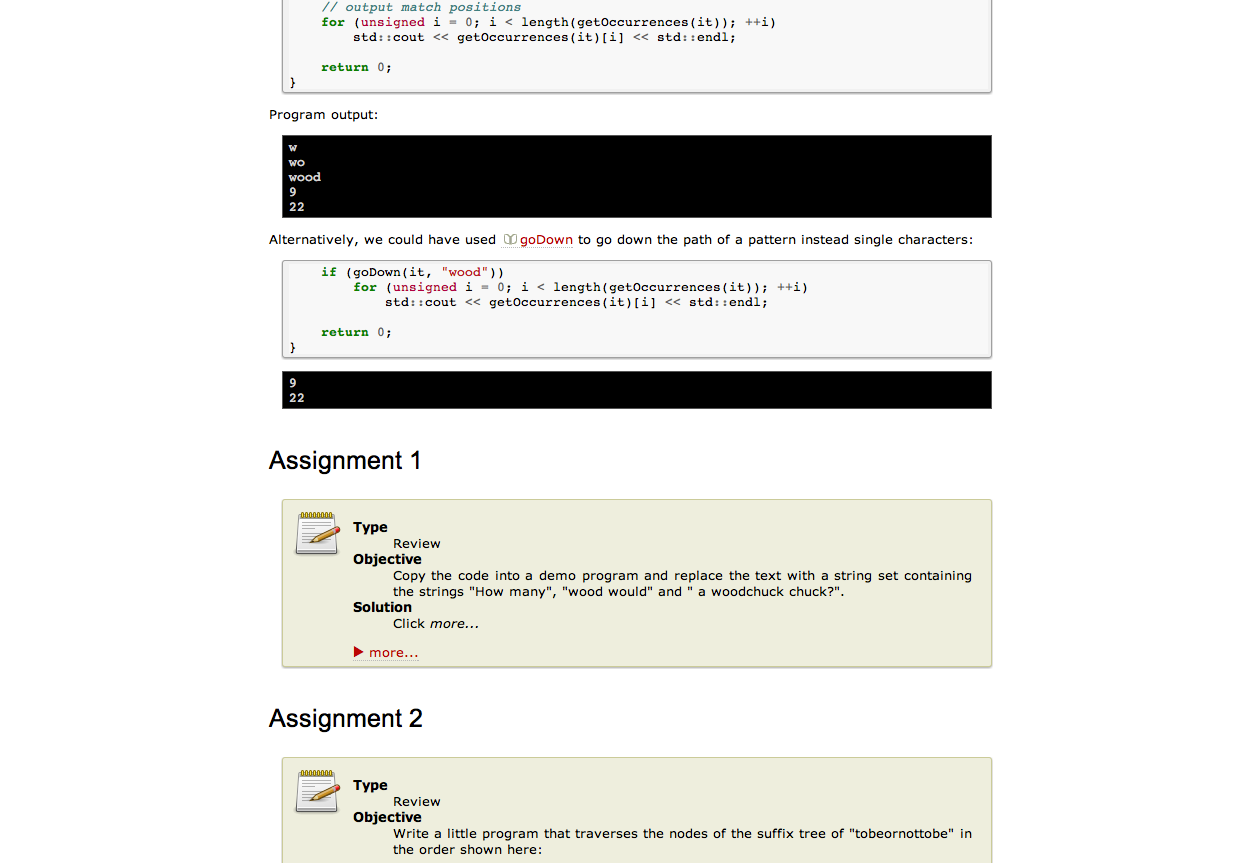 // output match positions
for (unsigned i = 0; i < length(getOccurrences(it)); ++i)
std::cout << getOccurrences(it)[i] << std::endl;
return 0;
}
Program output:
w
wo
wood
9
22
Alternatively, we could have used goDown to go down the path of a pattern instead single characters:
if (goDown(it, "wood"))
for (unsigned i = 0; i < length(getOccurrences(it)); ++i)
std::cout << getOccurrences(it)[i] << std::endl;
return 0;
}
9
22
Assignment 1
Type
Review
Objective
Copy the code into a demo program and replace the text with a string set containing
the strings "How many", "wood would" and " a woodchuck chuck?".
Solution
Click more...
more...
Assignment 2
Type
Review
Objective
Write a little program that traverses the nodes of the suffix tree of "tobeornottobe" in
the order shown here: